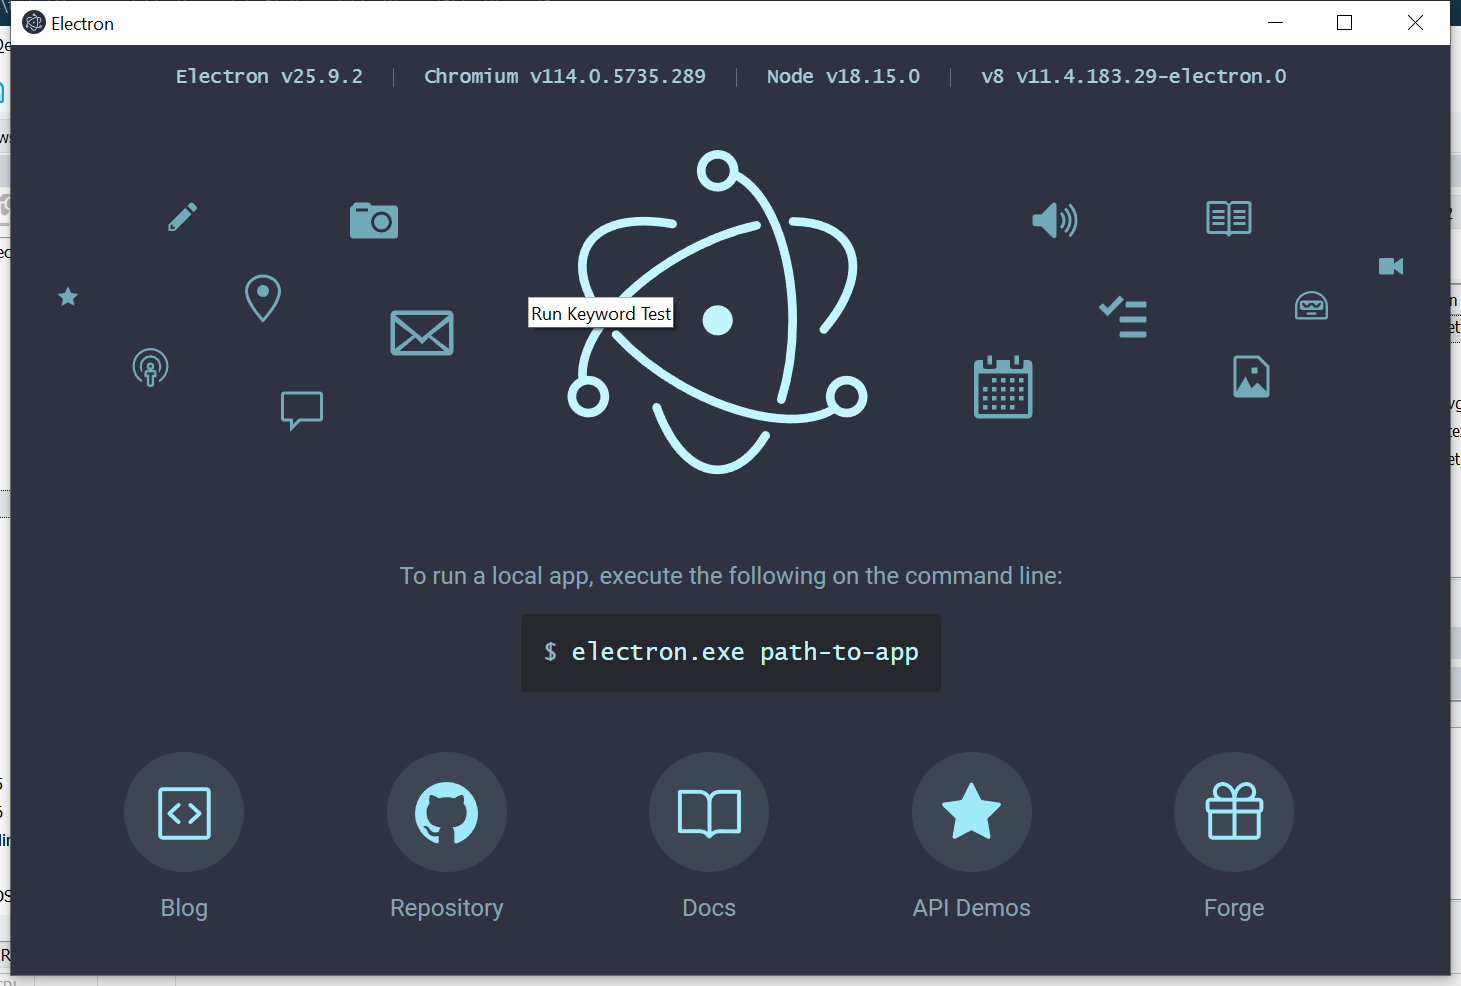 Electron
Electron v25.9.2 | Chromium v114.0.5735.289 | Node v18.15.0 | v8 v11.4.183.29-electron.0
Run Keyword Test
To run a local app, execute the following on the command line:
$ electron.exe path-to-app
Blog
Repository
Docs
API Demos
Forge